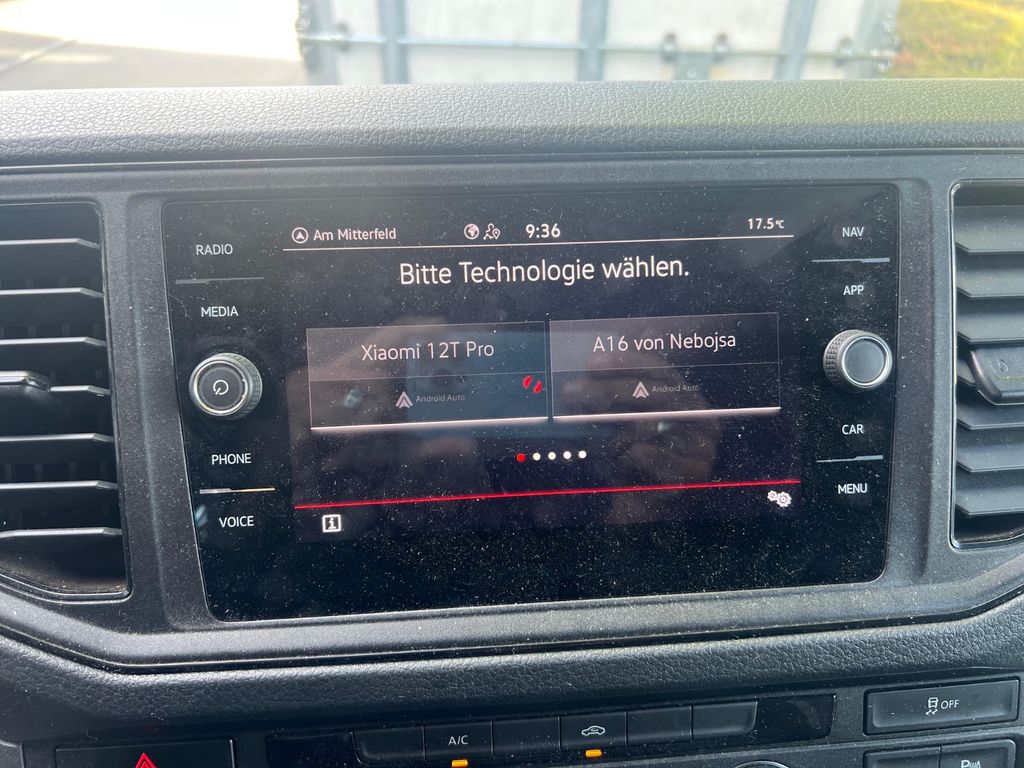 Am Mitterfeld 9:36 17.5°C
Bitte Technologie wählen.
Xiaomi 12T Pro
Android Auto
A16 von Nebojsa
Android Auto
RADIO
MEDIA
PHONE
VOICE
NAV
APP
CAR
MENU
A/C
OFF